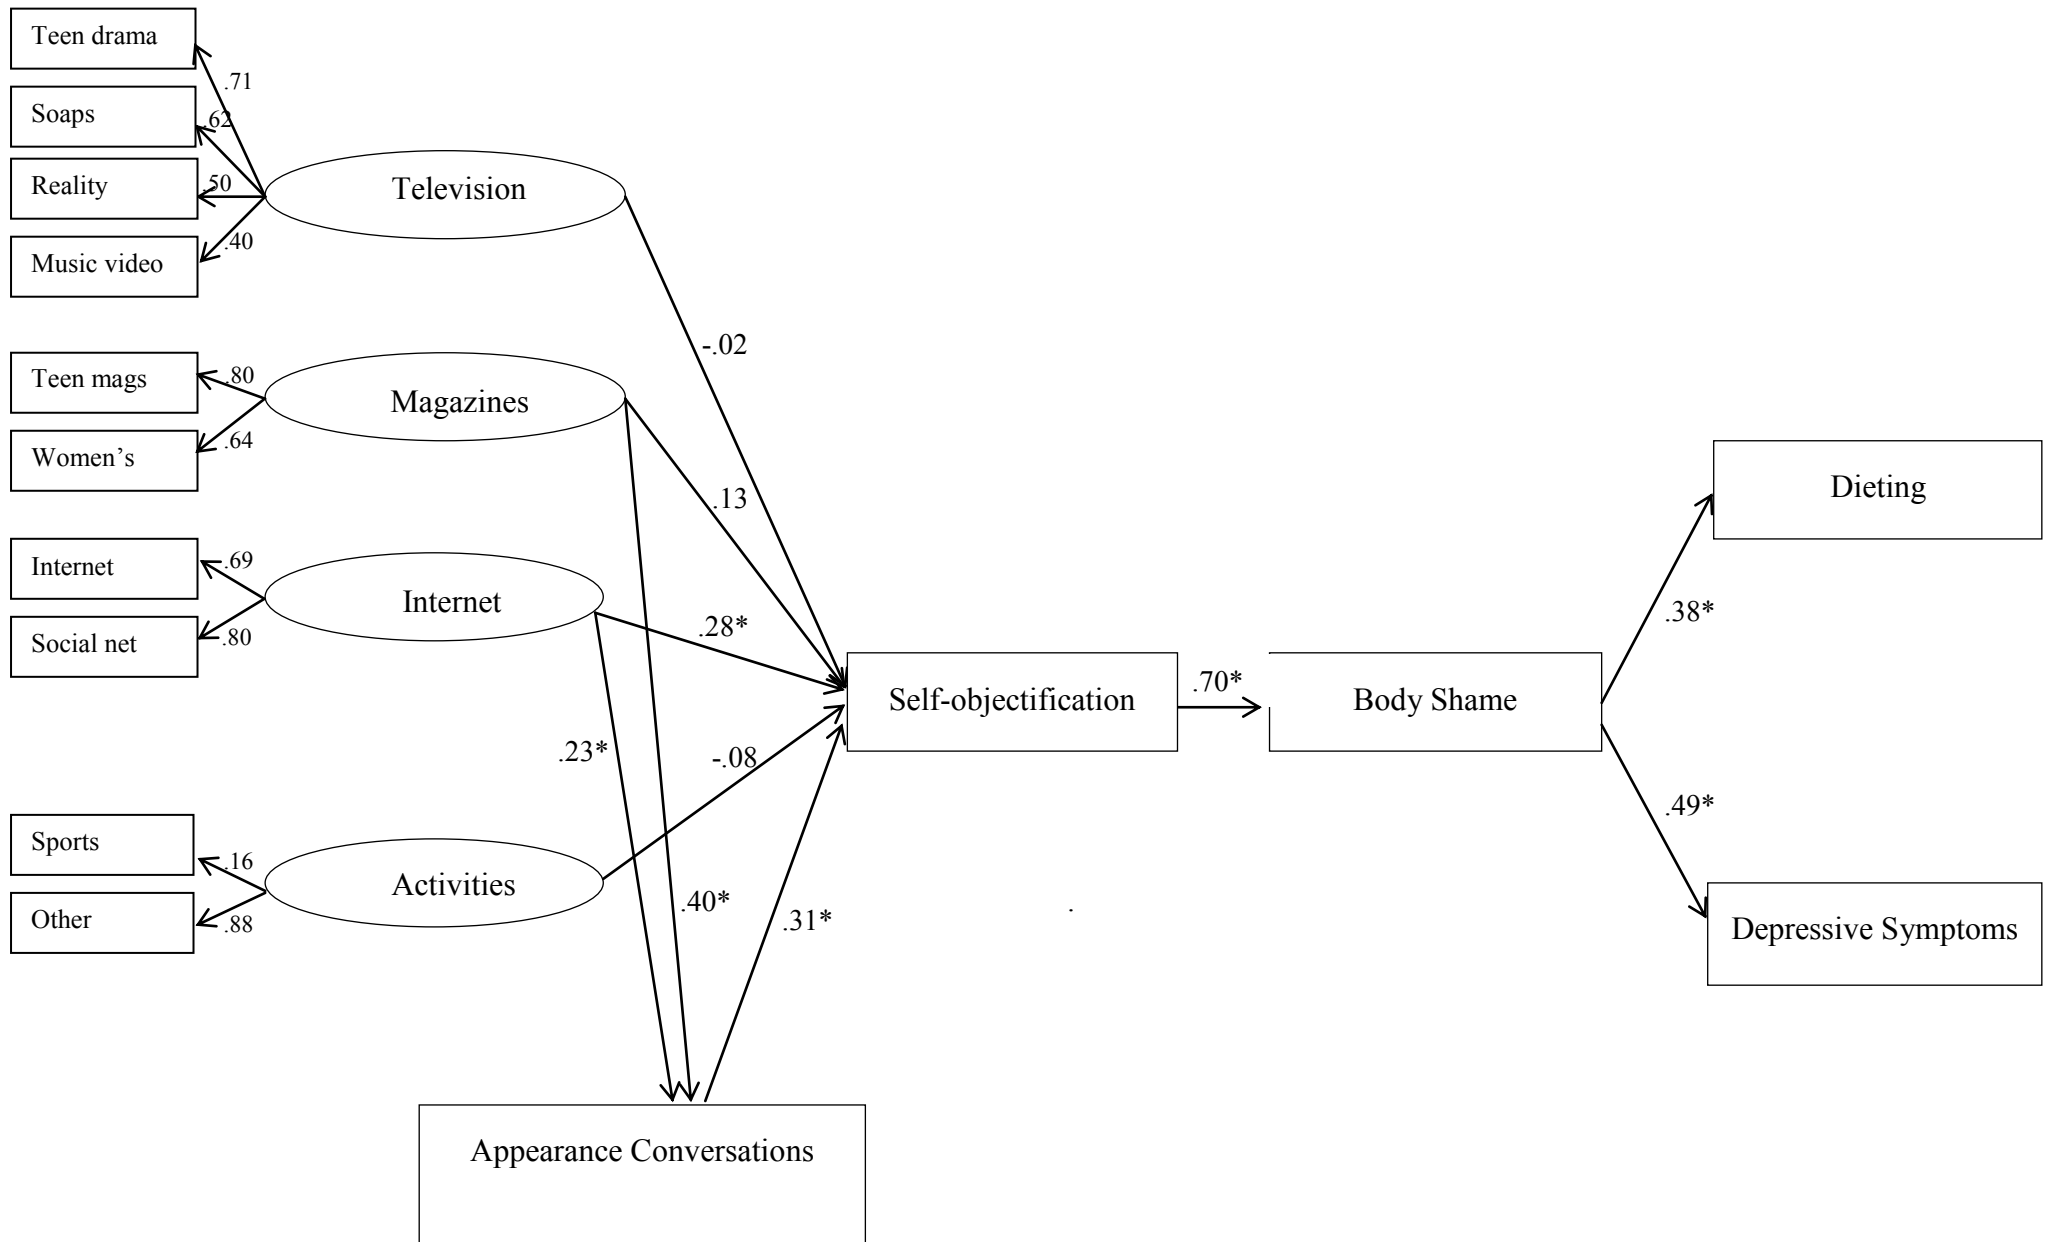 Teen drama
.71
Soaps
.62
Reality
.50
Music video
.40
Television
-.02
Teen mags
.80
Women’s
.64
Magazines
.13
Internet
.69
Social net
.80
Internet
.28*
.23*
Sports
.16
Other
.88
Activities
-.08
.40*
.31*
Appearance Conversations
Self-objectification
.70*
Body Shame
.38*
.49*
Dieting
Depressive Symptoms
.